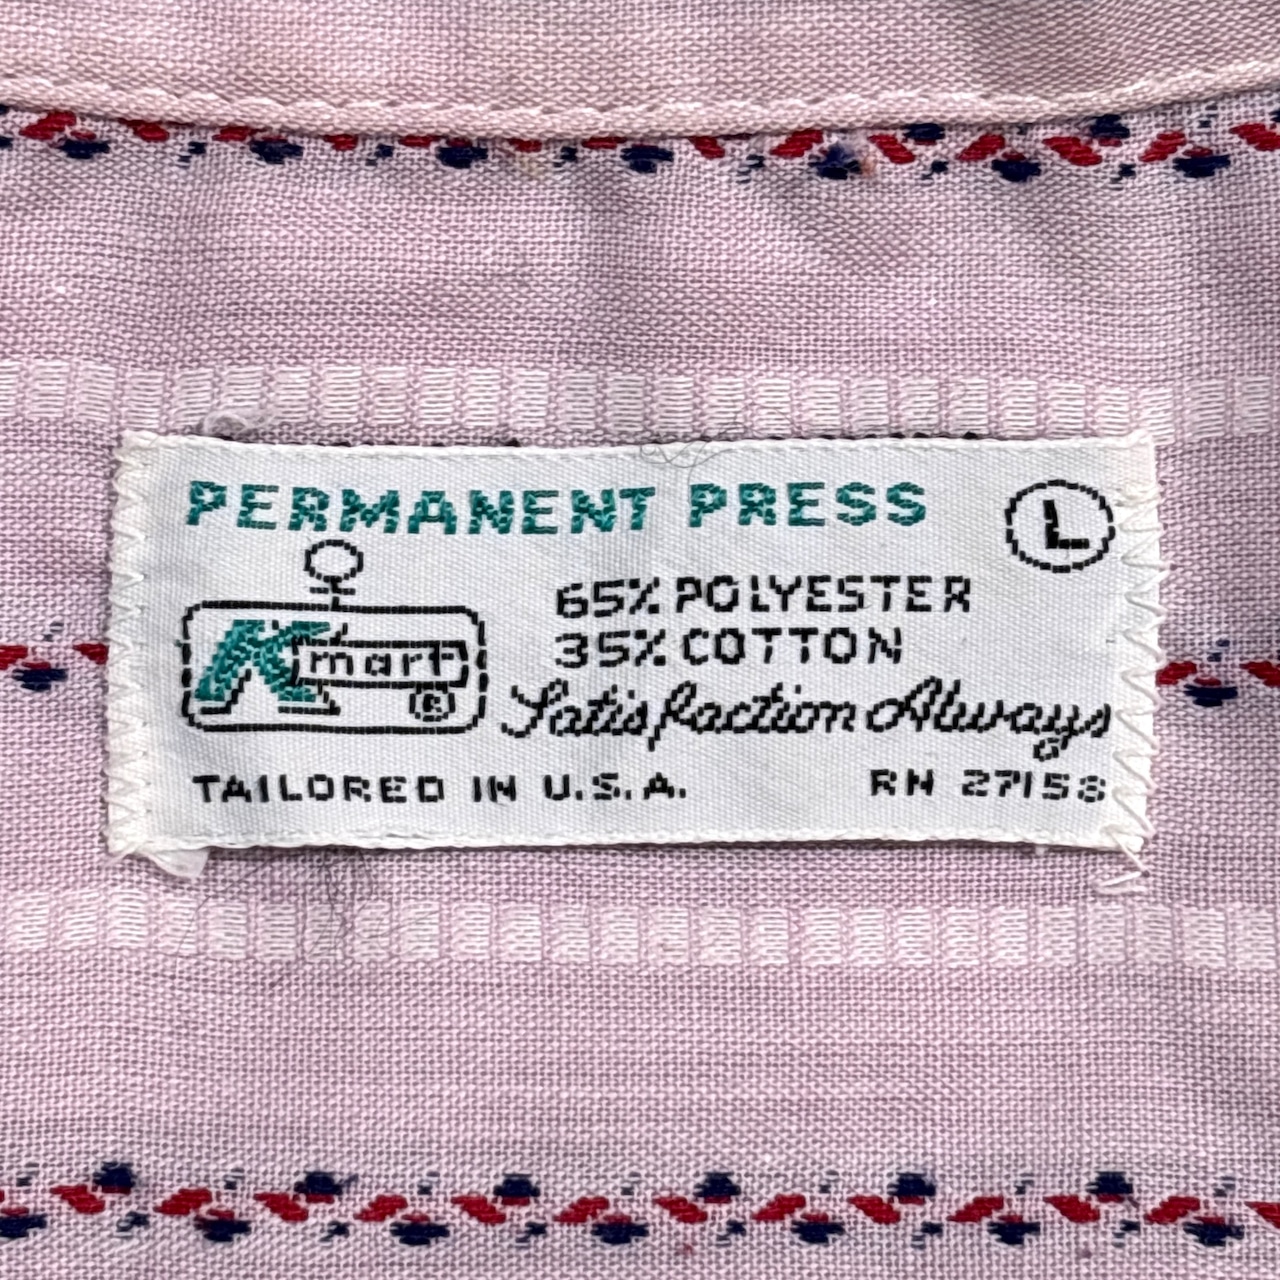 PERMANENT PRESS
L
65% POLYESTER
35% COTTON
Kmart ®
Satisfaction Always
TAILORED IN U.S.A.
RN 27158